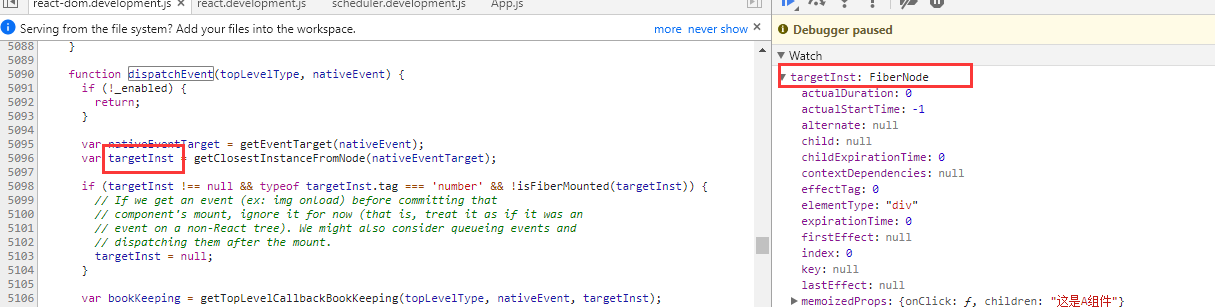 react-dom.development.js × react.development.js scheduler.development.js App.js
Serving from the file system? Add your files into the workspace. more never show ×
5088 }
5089
5090 function dispatchEvent(topLevelType, nativeEvent) {
5091 if (!_enabled) {
5092 return;
5093 }
5094
5095 var nativeEventTarget = getEventTarget(nativeEvent);
5096 var targetInst = getClosestInstanceFromNode(nativeEventTarget);
5097
5098 if (targetInst !== null && typeof targetInst.tag === 'number' && !isFiberMounted(targetInst)) {
5099 // If we get an event (ex: img onload) before committing that
5100 // component's mount, ignore it for now (that is, treat it as if it was an
5101 // event on a non-React tree). We might also consider queueing events and
5102 // dispatching them after the mount.
5103 targetInst = null;
5104 }
5105
5106 var bookKeeping = getTopLevelCallbackBookKeeping(topLevelType, nativeEvent, targetInst);
Debugger paused
Watch
targetInst: FiberNode
actualDuration: 0
actualStartTime: -1
alternate: null
child: null
childExpirationTime: 0
contextDependencies: null
effectTag: 0
elementType: "div"
expirationTime: 0
firstEffect: null
index: 0
key: null
lastEffect: null
memoizedProps: {onClick: ƒ, children: "这是A组件"}